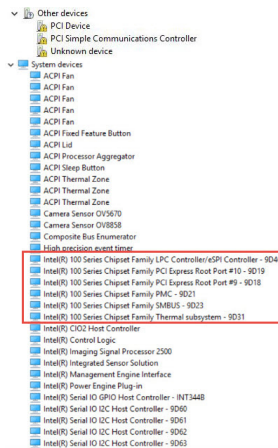 Other devices
PCI Device
PCI Simple Communications Controller
Unknown device
System devices
ACPI Fan
ACPI Fan
ACPI Fan
ACPI Fan
ACPI Fan
ACPI Fixed Feature Button
ACPI Lid
ACPI Processor Aggregator
ACPI Sleep Button
ACPI Thermal Zone
ACPI Thermal Zone
ACPI Thermal Zone
Camera Sensor OV5670
Camera Sensor OV8858
Composite Bus Enumerator
High precision event timer
Intel(R) 100 Series Chipset Family LPC Controller/eSPI Controller - 9D4
Intel(R) 100 Series Chipset Family PCI Express Root Port #10 - 9D19
Intel(R) 100 Series Chipset Family PCI Express Root Port #9 - 9D18
Intel(R) 100 Series Chipset Family PMC - 9D21
Intel(R) 100 Series Chipset Family SMBUS - 9D23
Intel(R) 100 Series Chipset Family Thermal subsystem - 9D31
Intel(R) CIO2 Host Controller
Intel(R) Control Logic
Intel(R) Imaging Signal Processor 2500
Intel(R) Integrated Sensor Solution
Intel(R) Management Engine Interface
Intel(R) Power Engine Plug-in
Intel(R) Serial IO GPIO Host Controller - INT344B
Intel(R) Serial IO I2C Host Controller - 9D60
Intel(R) Serial IO I2C Host Controller - 9D61
Intel(R) Serial IO I2C Host Controller - 9D62
Intel(R) Serial IO I2C Host Controller - 9D63